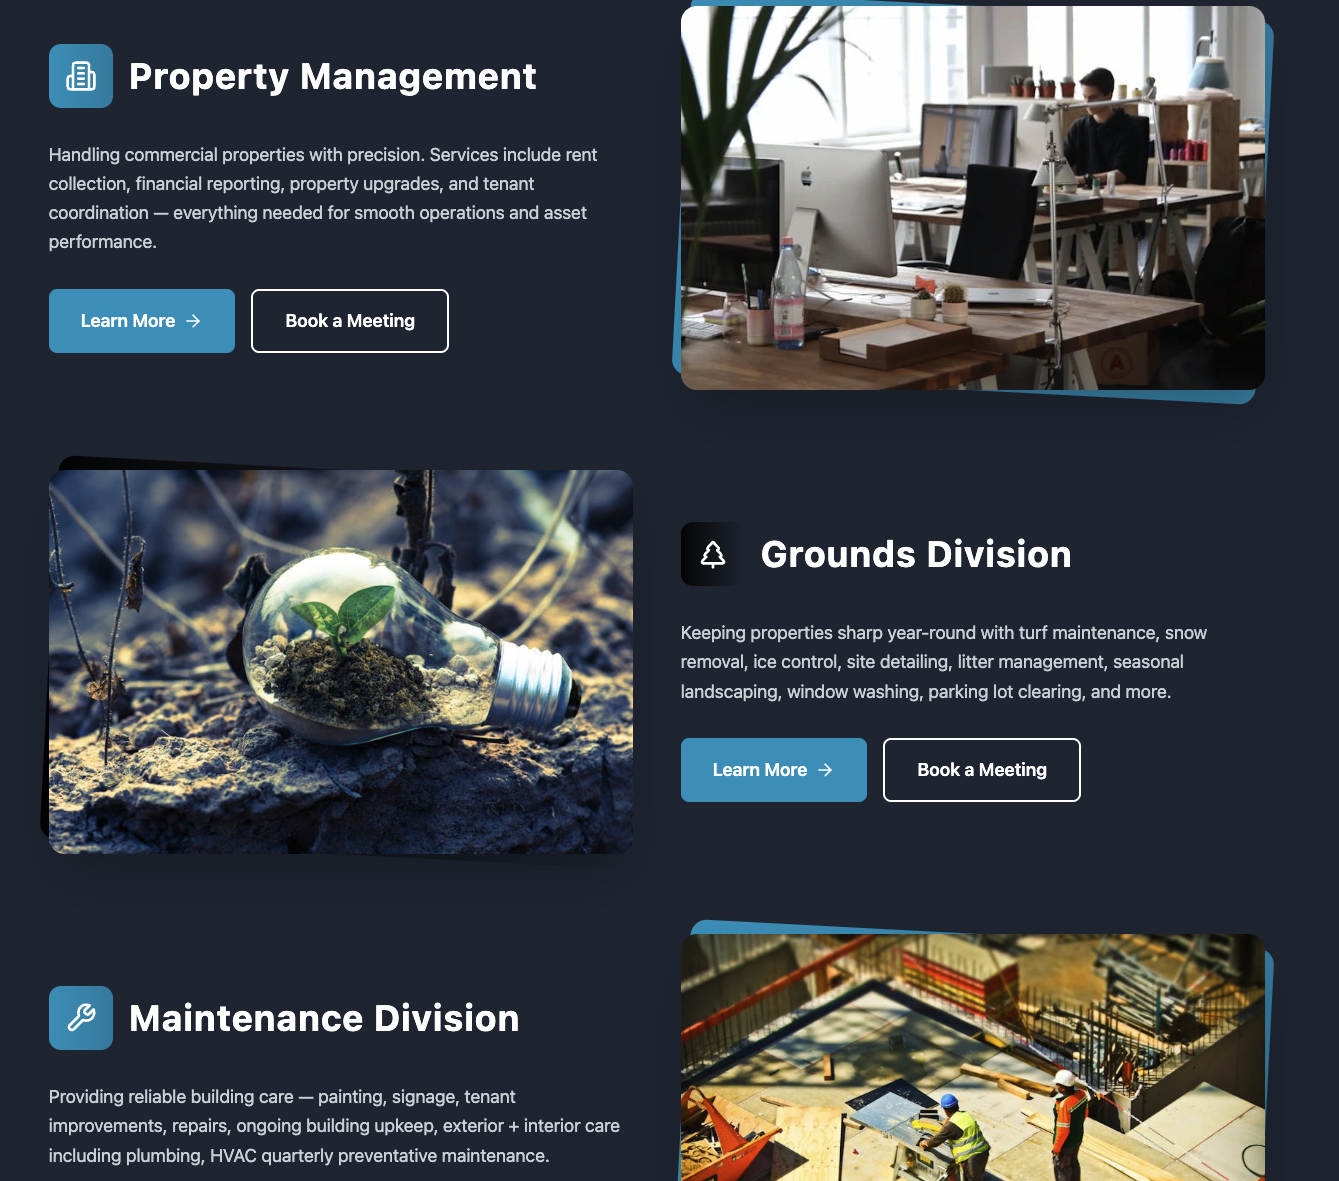 Property Management
Handling commercial properties with precision. Services include rent
collection, financial reporting, property upgrades, and tenant
coordination — everything needed for smooth operations and asset
performance.
Learn More →
Book a Meeting
A
Grounds Division
Keeping properties sharp year-round with turf maintenance, snow
removal, ice control, site detailing, litter management, seasonal
landscaping, window washing, parking lot clearing, and more.
Learn More →
Book a Meeting
Maintenance Division
Providing reliable building care — painting, signage, tenant
improvements, repairs, ongoing building upkeep, exterior + interior care
including plumbing, HVAC quarterly preventative maintenance.